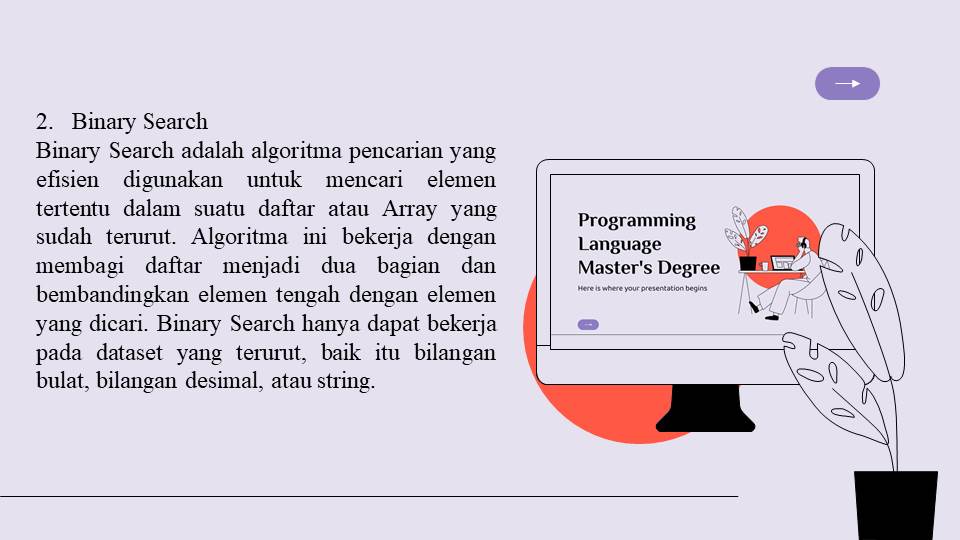 2. Binary Search
Binary Search adalah algoritma pencarian yang
efisien digunakan untuk mencari elemen
tertentu dalam suatu daftar atau Array yang
sudah terurut. Algoritma ini bekerja dengan
membagi daftar menjadi dua bagian dan
bembandingkan elemen tengah dengan elemen
yang dicari. Binary Search hanya dapat bekerja
pada dataset yang terurut, baik itu bilangan
bulat, bilangan desimal, atau string.
Programming
Language
Master's Degree
Here is where your presentation begins